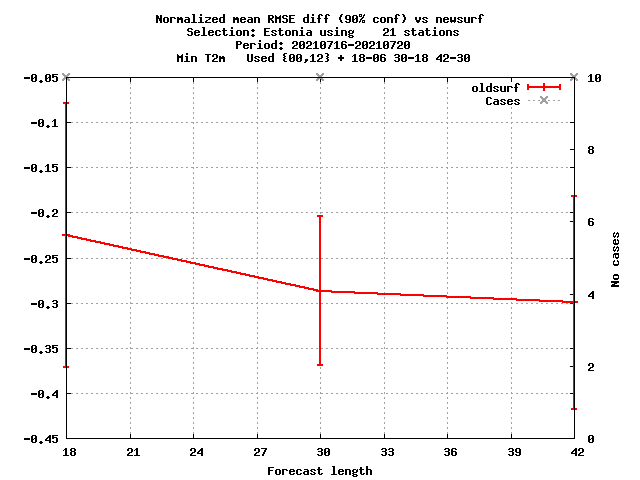 Normalized mean RMSE diff (90% conf) vs newsurf
Selection: Estonia using    21 stations
Period: 20210716-20210720
Min T2m   Used {00,12} + 18-06 30-18 42-30
oldsurf
Cases
-0.05
-0.1
-0.15
-0.2
-0.25
-0.3
-0.35
-0.4
-0.45
10
8
6
4
2
0
No cases
18 21 24 27 30 33 36 39 42
Forecast length